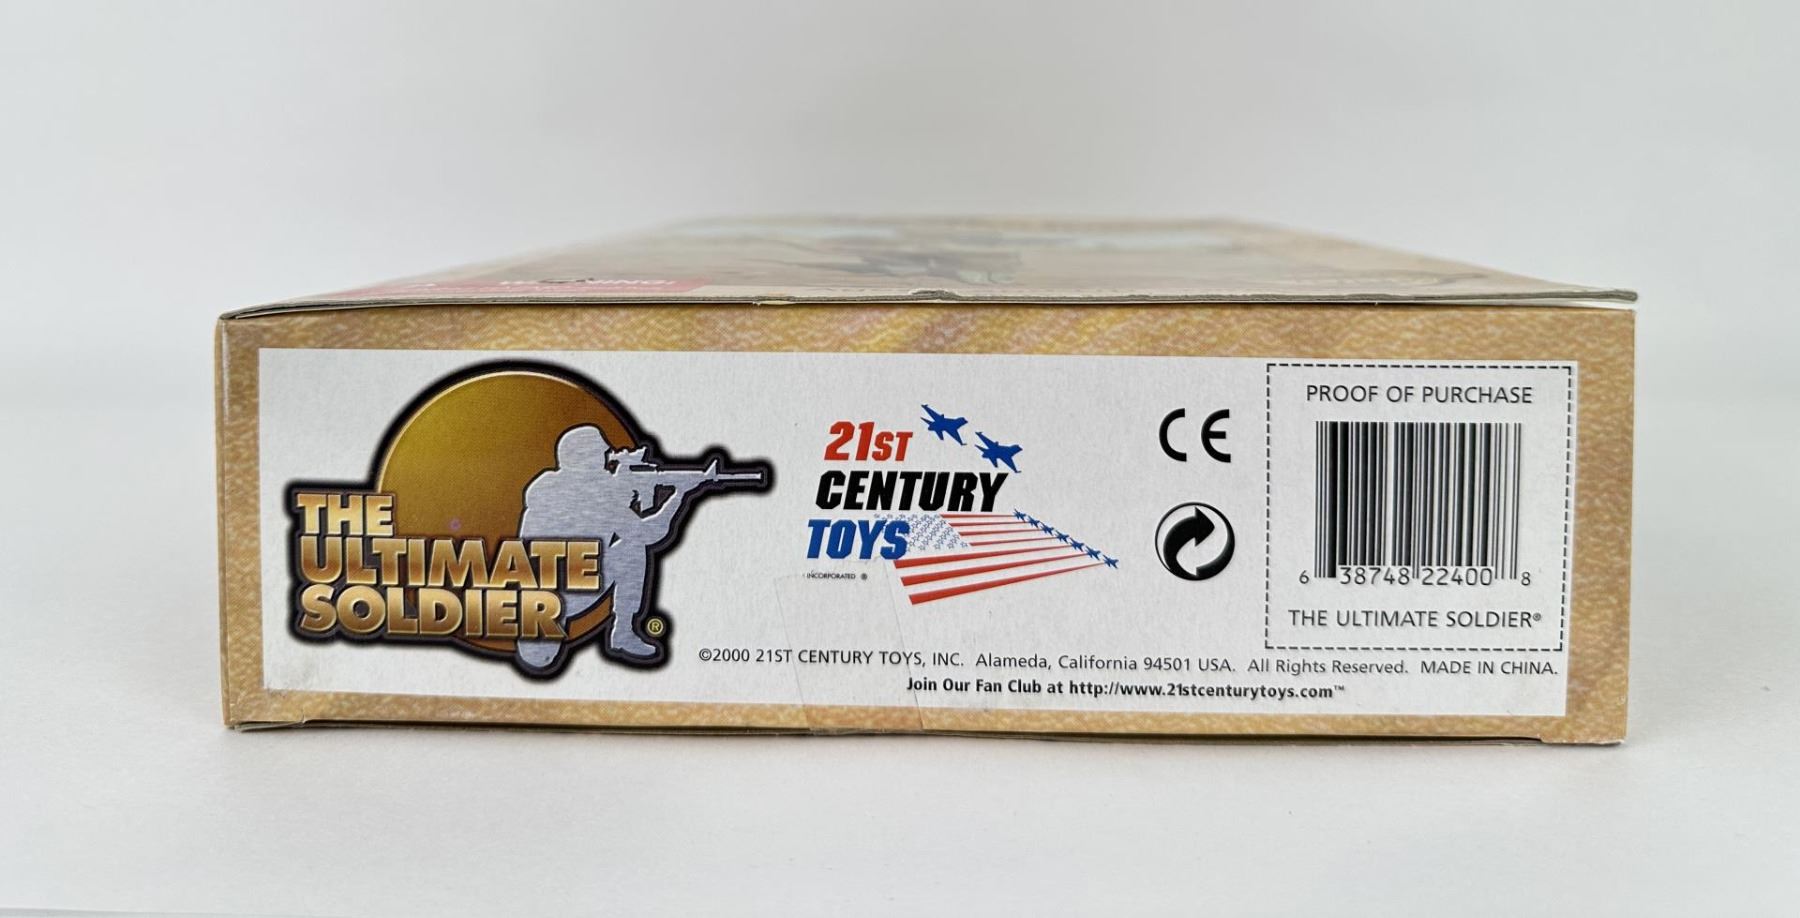 THE
ULTIMATE
SOLDIER
®
21ST
CENTURY
TOYS
INCORPORATED ®
CE
PROOF OF PURCHASE
6 38748 22400 8
THE ULTIMATE SOLDIER®
©2000 21ST CENTURY TOYS, INC. Alameda, California 94501 USA. All Rights Reserved. MADE IN CHINA.
Join Our Fan Club at http://www.21stcenturytoys.com™